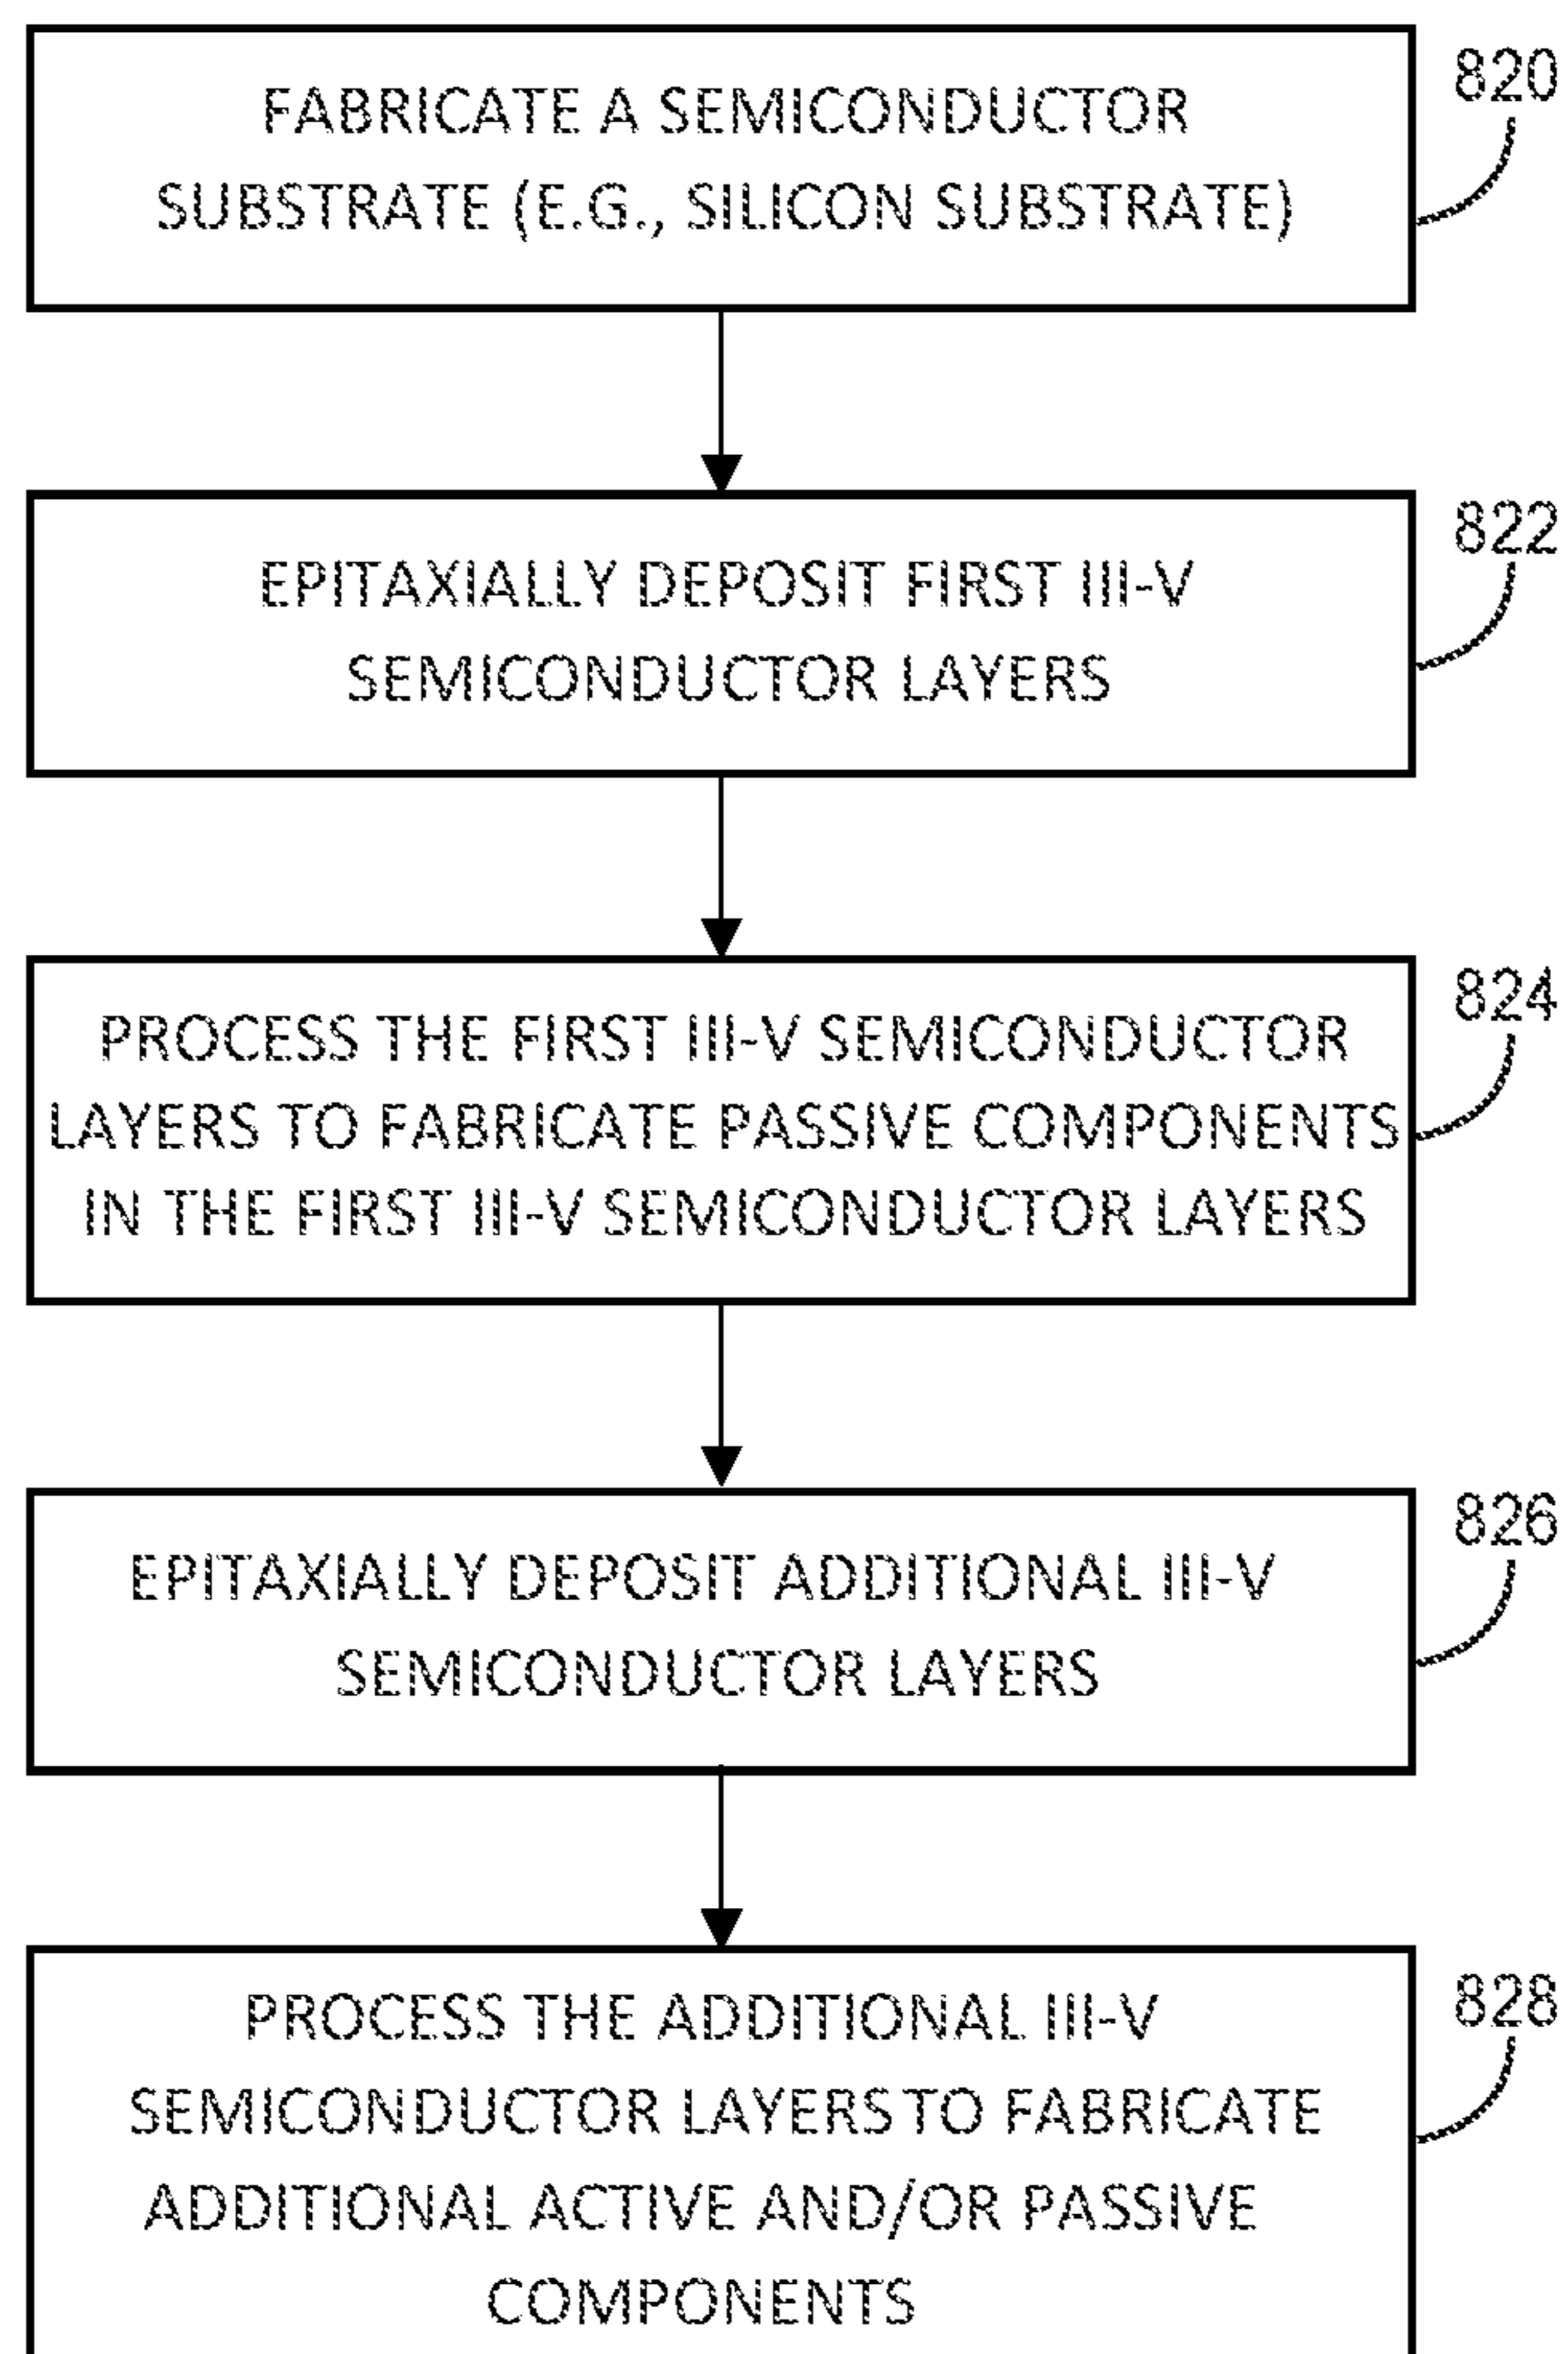 820
FABRICATE A SEMICONDUCTOR
SUBSTRATE (E.G., SILICON SUBSTRATE)
822
EPITAXIALLY DEPOSIT FIRST III-V
SEMICONDUCTOR LAYERS
824
PROCESS THE FIRST III-V SEMICONDUCTOR
LAYERS TO FABRICATE PASSIVE COMPONENTS
IN THE FIRST III-V SEMICONDUCTOR LAYERS
826
EPITAXIALLY DEPOSIT ADDITIONAL III-V
SEMICONDUCTOR LAYERS
828
PROCESS THE ADDITIONAL III-V
SEMICONDUCTOR LAYERS TO FABRICATE
ADDITIONAL ACTIVE AND/OR PASSIVE
COMPONENTS